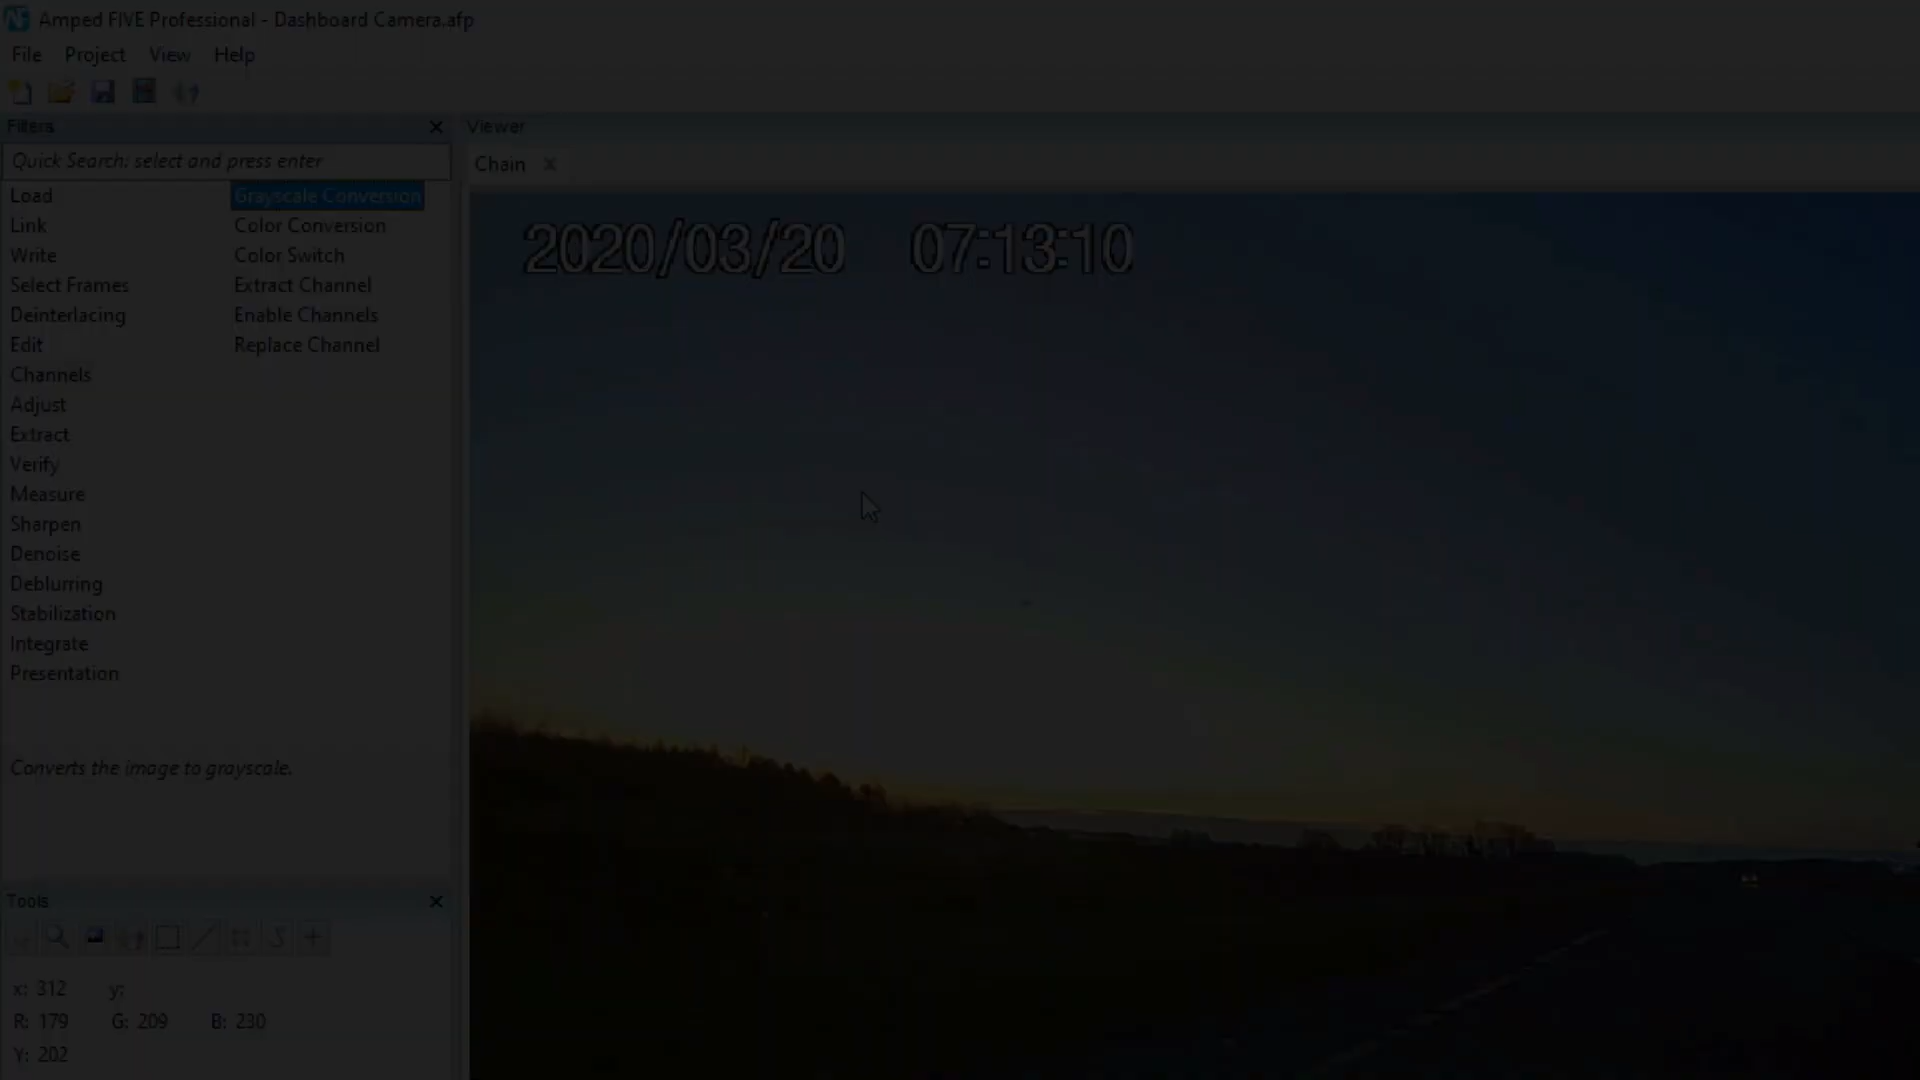 Amped FIVE Professional - Dashboard Camera.afp
File Project View Help
Filters
Viewer
Quick Search: select and press enter
Chain
Load
Link
Write
Select Frames
Deinterlacing
Edit
Channels
Adjust
Extract
Verify
Measure
Sharpen
Denoise
Deblurring
Stabilization
Integrate
Presentation
Grayscale Conversion
Color Conversion
Color Switch
Extract Channel
Enable Channels
Replace Channel
2020/03/20 07:13:10
Converts the image to grayscale.
Tools
x: 312 y:
R: 179 G: 209 B: 230
Y: 202